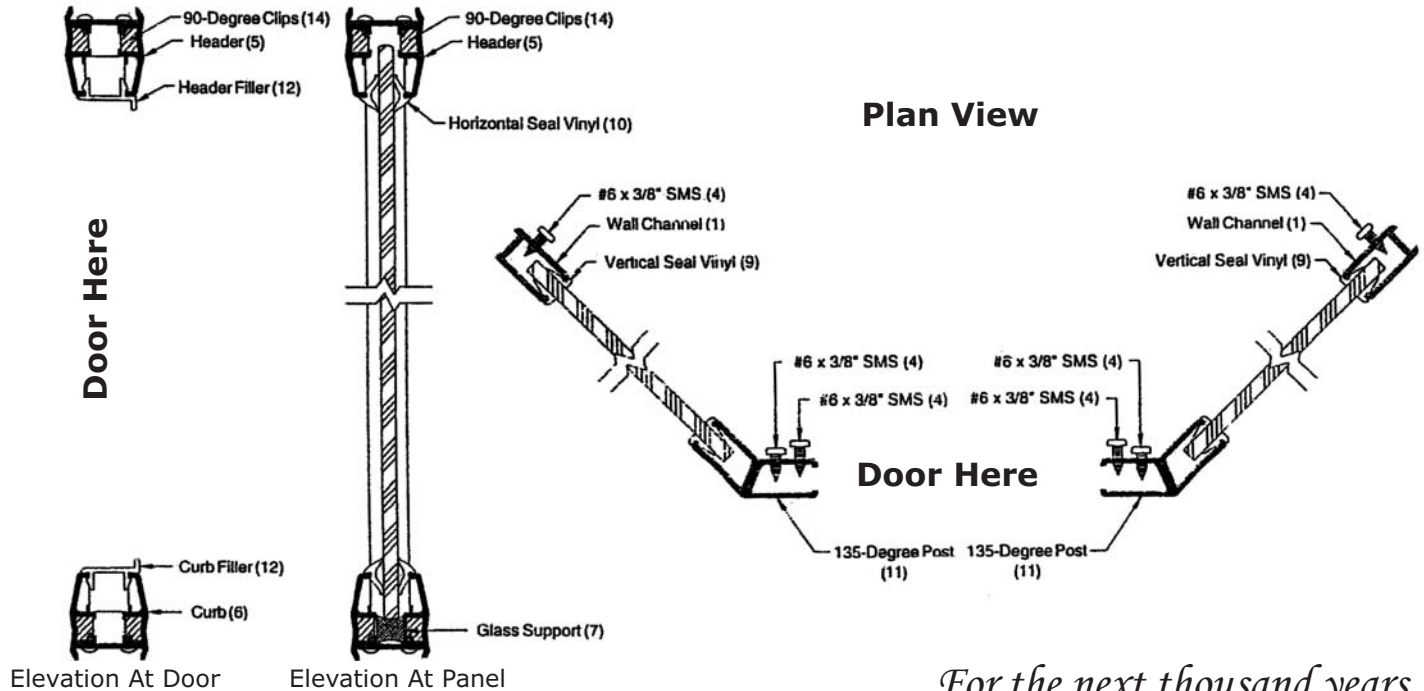 90-Degree Clips (14)
Header (5)
Header Filler (12)
90-Degree Clips (14)
Header (5)
Horizontal Seal Vinyl (10)
Plan View
#6 x 3/8" SMS (4)
Wall Channel (1)
Vertical Seal Vinyl (9)
#6 x 3/8" SMS (4)
Wall Channel (1)
Vertical Seal Vinyl (9)
Door Here
#6 x 3/8" SMS (4)
#6 x 3/8" SMS (4)
#6 x 3/8" SMS (4)
#6 x 3/8" SMS (4)
Door Here
135-Degree Post
(11)
135-Degree Post
(11)
Curb Filler (12)
Curb (6)
Glass Support (7)
Elevation At Door
Elevation At Panel
For the next thousand years